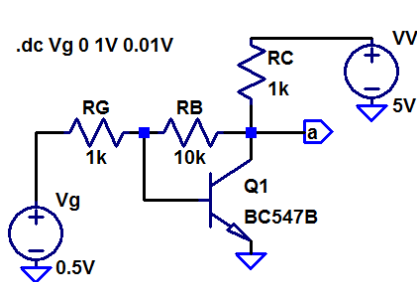 .dc Vg 0 1V 0.01V
VV
RC
1k
5V
RG
RB
a
1k
10k
Q1
BC547B
Vg
0.5V